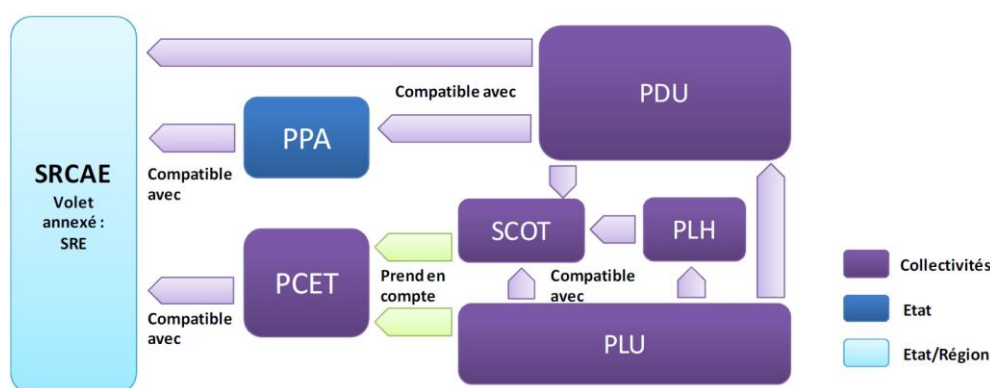 SRCAE
Volet
annexé :
SRE
Compatible avec
PDU
PPA
Compatible
avec
SCOT
PLH
PCET
Prend en
compte
Compatible
avec
Compatible
avec
PLU
Collectivités
Etat
Etat/Région